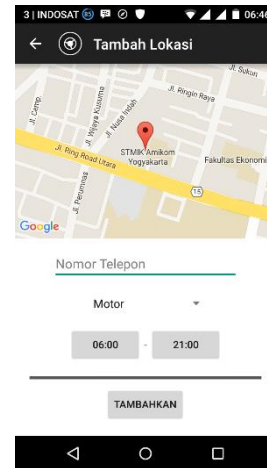 3 | INDOSAT 06:46
Tambah Lokasi
Jl. Sukun
Jl. Cemp.
Jl. Wijaya Kusuma
Jl. Nusa Indah
Jl. Ringin Raya
Jl. Ring Road Utara
STMIK Amikom
Yogyakarta
Fakultas Ekonomi
Jl. Perumnas
15
Google
Nomor Telepon
Motor
06:00 - 21:00
TAMBAHKAN